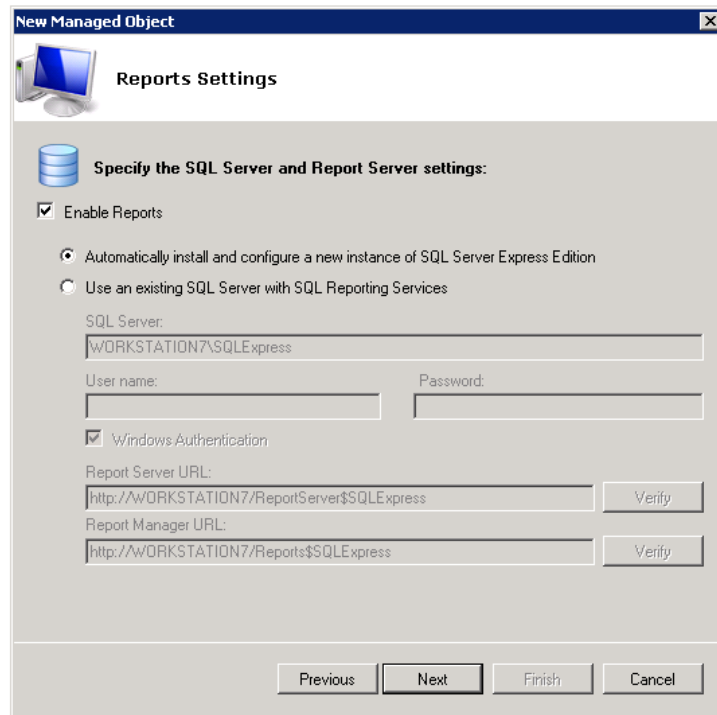 New Managed Object
Reports Settings
Specify the SQL Server and Report Server settings:
Enable Reports
Automatically install and configure a new instance of SQL Server Express Edition
Use an existing SQL Server with SQL Reporting Services
SQL Server:
WORKSTATION7\SQLExpress
User name: Password:
Windows Authentication
Report Server URL:
http://WORKSTATION7/ReportServer$SQLExpress Verify
Report Manager URL:
http://WORKSTATION7/Reports$SQLExpress Verify
Previous Next Finish Cancel